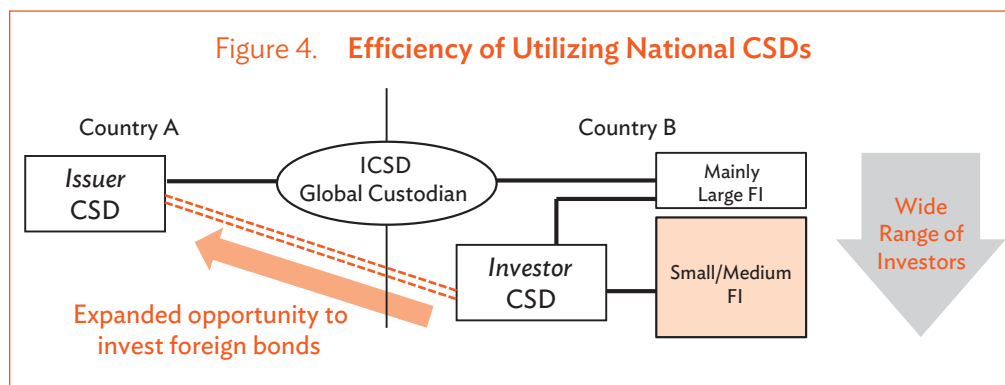 Figure 4. Efficiency of Utilizing National CSDs
Country A
Country B
Issuer
CSD
ICSD
Global Custodian
Mainly
Large FI
Investor
CSD
Small/Medium
FI
Wide
Range of
Investors
Expanded opportunity to
invest foreign bonds